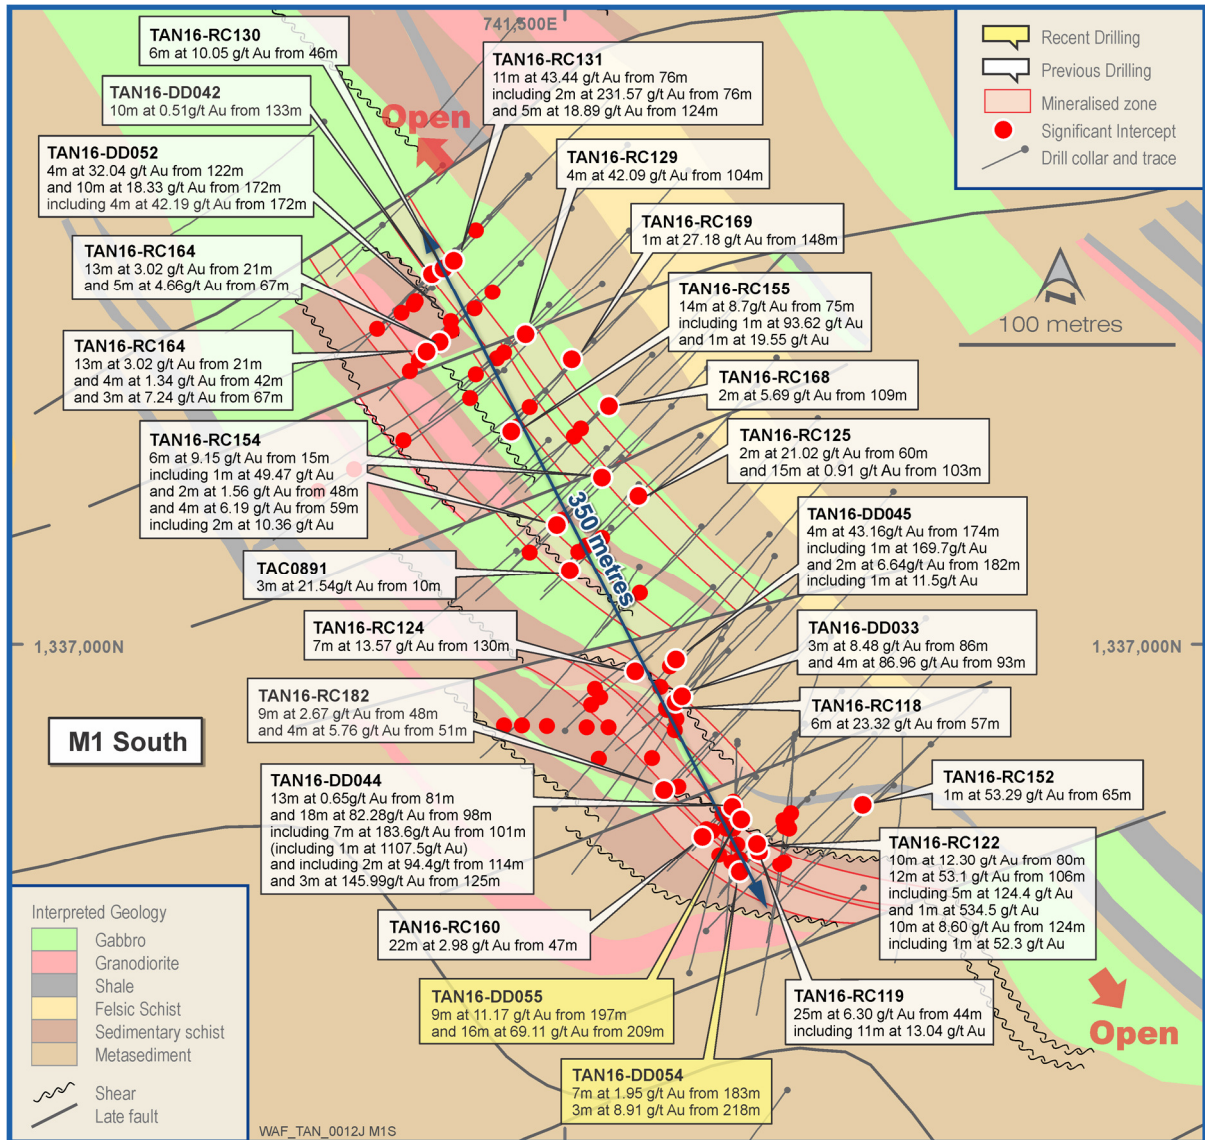 741,500E
TAN16-RC130
6m at 10.05 g/t Au from 46m
TAN16-RC131
11m at 43.44 g/t Au from 76m
including 2m at 231.57 g/t Au from 76m
and 5m at 18.89 g/t Au from 124m
Recent Drilling
Previous Drilling
Mineralised zone
Significant Intercept
Drill collar and trace
TAN16-DD042
10m at 0.51g/t Au from 133m
Open
TAN16-DD052
4m at 32.04 g/t Au from 122m
and 10m at 18.33 g/t Au from 172m
including 4m at 42.19 g/t Au from 172m
TAN16-RC129
4m at 42.09 g/t Au from 104m
TAN16-RC169
1m at 27.18 g/t Au from 148m
TAN16-RC164
13m at 3.02 g/t Au from 21m
and 5m at 4.66g/t Au from 67m
TAN16-RC155
14m at 8.7g/t Au from 75m
including 1m at 93.62 g/t Au
and 1m at 19.55 g/t Au
N
100 metres
TAN16-RC164
13m at 3.02 g/t Au from 21m
and 4m at 1.34 g/t Au from 42m
and 3m at 7.24 g/t Au from 67m
TAN16-RC168
2m at 5.69 g/t Au from 109m
TAN16-RC154
6m at 9.15 g/t Au from 15m
including 1m at 49.47 g/t Au
and 2m at 1.56 g/t Au from 48m
and 4m at 6.19 g/t Au from 59m
including 2m at 10.36 g/t Au
TAN16-RC125
2m at 21.02 g/t Au from 60m
and 15m at 0.91 g/t Au from 103m
350 metres
TAN16-DD045
4m at 43.16g/t Au from 174m
including 1m at 169.7g/t Au
and 2m at 6.64g/t Au from 182m
including 1m at 11.5g/t Au
TAC0891
3m at 21.54g/t Au from 10m
TAN16-RC124
7m at 13.57 g/t Au from 130m
TAN16-DD033
3m at 8.48 g/t Au from 86m
and 4m at 86.96 g/t Au from 93m
1,337,000N
1,337,000N
TAN16-RC182
9m at 2.67 g/t Au from 48m
and 4m at 5.76 g/t Au from 51m
TAN16-RC118
6m at 23.32 g/t Au from 57m
M1 South
TAN16-DD044
13m at 0.65g/t Au from 81m
and 18m at 82.28g/t Au from 98m
including 7m at 183.6g/t Au from 101m
(including 1m at 1107.5g/t Au)
and including 2m at 94.4g/t from 114m
and 3m at 145.99g/t Au from 125m
TAN16-RC152
1m at 53.29 g/t Au from 65m
TAN16-RC122
10m at 12.30 g/t Au from 80m
12m at 53.1 g/t Au from 106m
including 5m at 124.4 g/t Au
and 1m at 534.5 g/t Au
10m at 8.60 g/t Au from 124m
including 1m at 52.3 g/t Au
TAN16-RC160
22m at 2.98 g/t Au from 47m
TAN16-DD055
9m at 11.17 g/t Au from 197m
and 16m at 69.11 g/t Au from 209m
TAN16-RC119
25m at 6.30 g/t Au from 44m
including 11m at 13.04 g/t Au
Open
TAN16-DD054
7m at 1.95 g/t Au from 183m
3m at 8.91 g/t Au from 218m
Interpreted Geology
Gabbro
Granodiorite
Shale
Felsic Schist
Sedimentary schist
Metasediment
Shear
Late fault
WAF_TAN_0012J M1S